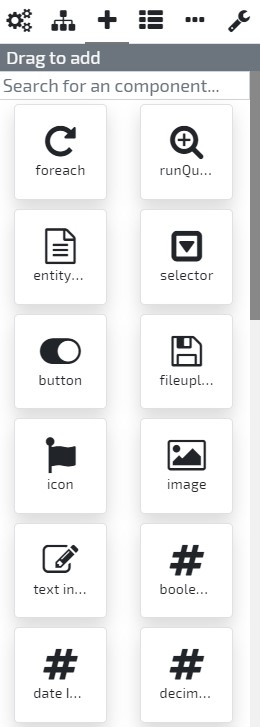 Drag to add
Search for an component...
foreach
runQu...
entity...
selector
button
fileupl...
icon
image
text in...
boole...
date I...
decim...